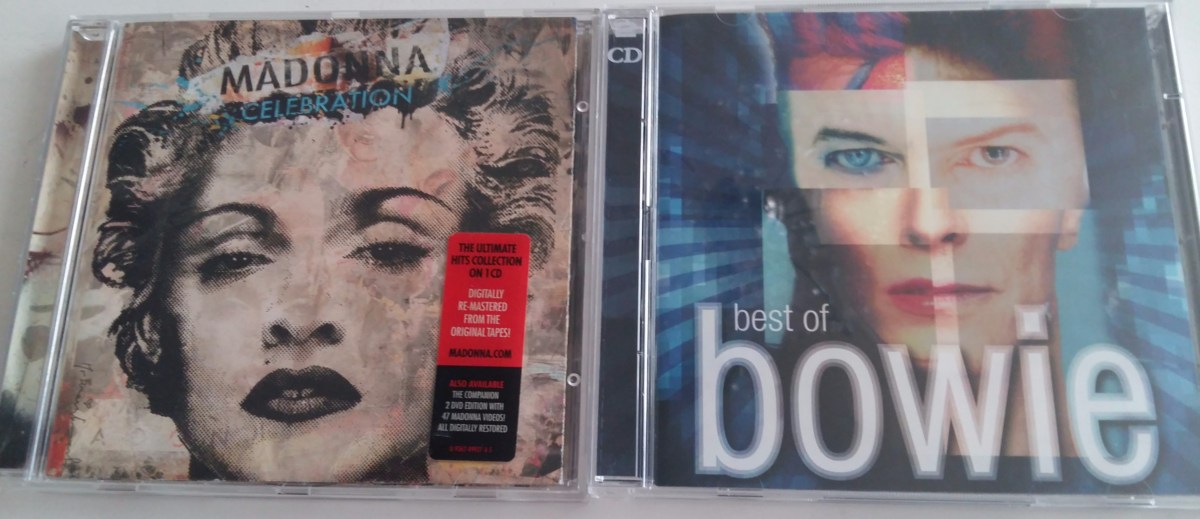 MADONNA
CELEBRATION
THE ULTIMATE
HITS COLLECTION
ON 1 CD
DIGITALLY
RE-MASTERED
FROM THE
ORIGINAL TAPES!
MADONNA.COM
ALSO AVAILABLE
THE COMPANION
2 DVD EDITION WITH
47 MADONNA VIDEOS!
ALL DIGITALLY RESTORED
CD
best of
bowie